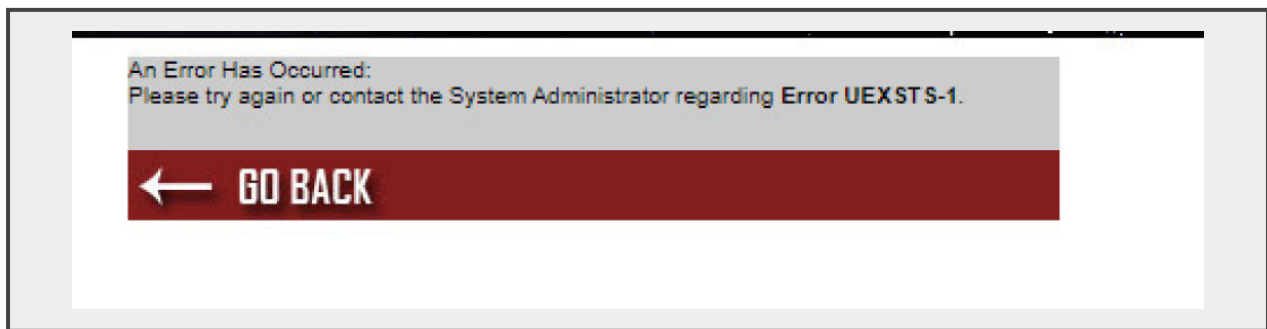 An Error Has Occurred:
Please try again or contact the System Administrator regarding Error UEXSTS-1.
GO BACK